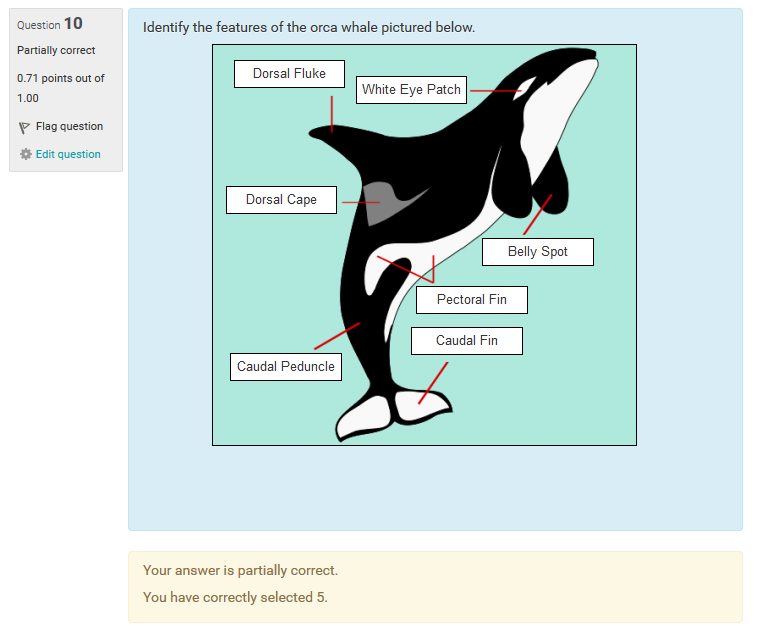 Question 10
Partially correct
0.71 points out of
1.00
Flag question
Edit question
Identify the features of the orca whale pictured below.
Dorsal Fluke
White Eye Patch
Dorsal Cape
Belly Spot
Pectoral Fin
Caudal Fin
Caudal Peduncle
Your answer is partially correct.
You have correctly selected 5.